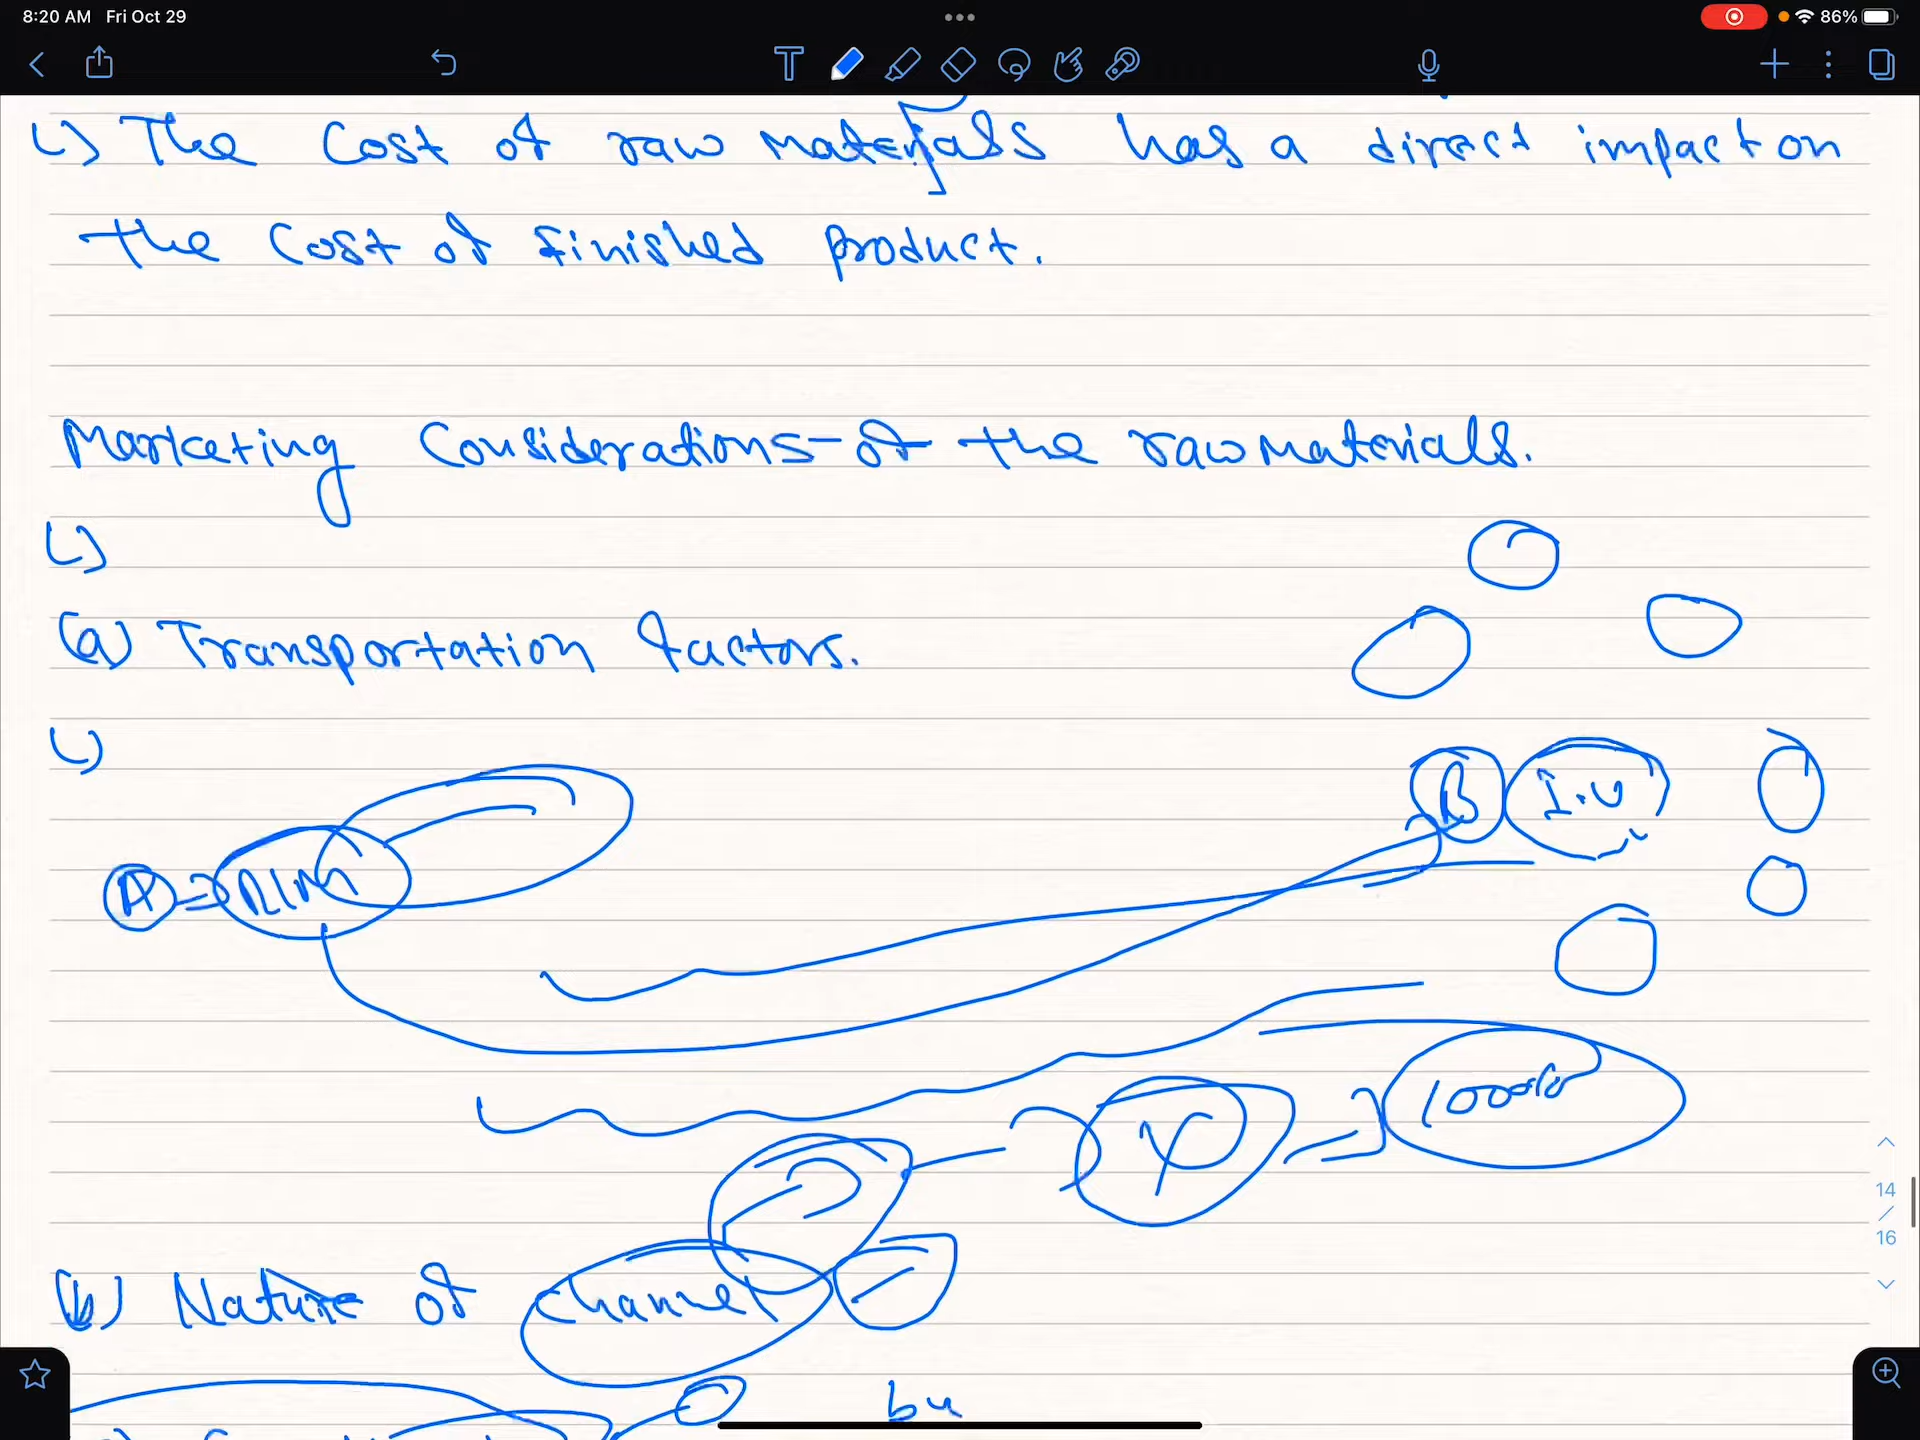 8:20 AM Fri Oct 29
86%
↳ The Cost of raw materials has a direct impact on
the cost of finished product.
Marketing Considerations of the raw materials.
(a) Transportation factors.
B I.U
A R/M
Y
(b) Nature of channel
14
/
16